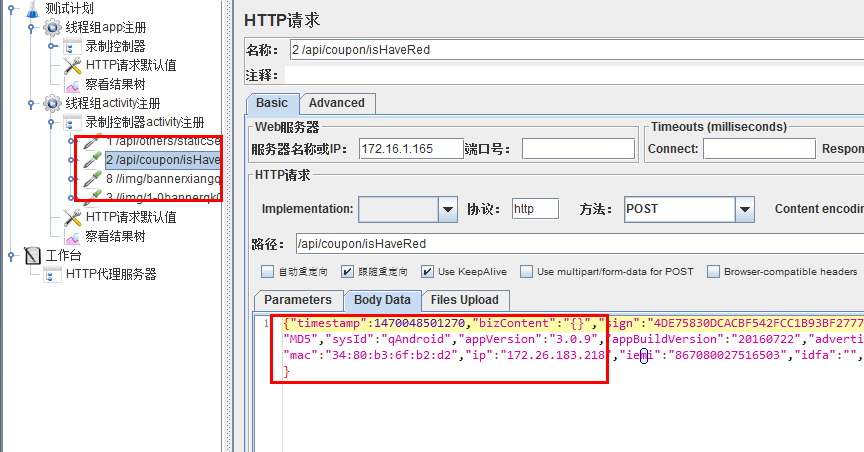 测试计划
线程组app注册
录制控制器
HTTP请求默认值
察看结果树
线程组activity注册
录制控制器activity注册
1 /api/others/staticSe
2 /api/coupon/isHave
8 //img/bannerxiangq
3 //img/1-0bannerqk0
HTTP请求默认值
察看结果树
工作台
HTTP代理服务器
HTTP请求
名称： 2 /api/coupon/isHaveRed
注释：
Basic Advanced
Web服务器 Timeouts (milliseconds)
服务器名称或IP： 172.16.1.165 端口号： Connect: Respon
HTTP请求
Implementation: 协议： http 方法： POST Content encodin
路径： /api/coupon/isHaveRed
自动重定向 跟随重定向 Use KeepAlive Use multipart/form-data for POST Browser-compatible headers
Parameters Body Data Files Upload
1 {"timestamp":1470048501270,"bizContent":"{}","sign":"4DE75830DCACBF542FCC1B93BF2777
"MD5","sysId":"qAndroid","appVersion":"3.0.9","appBuildVersion":"20160722","adverti
"mac":"34:80:b3:6f:b2:d2","ip":"172.26.183.218","iemi":"867080027516503","idfa":"",
}